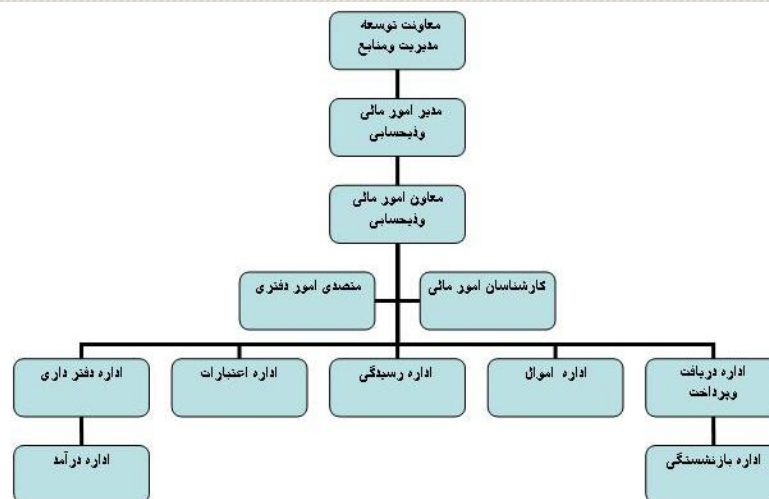 معاونت توسعه
مدیریت ومنابع
مدیر امور مالی
وذیحسابی
معاون امور مالی
وذیحسابی
کارشناسان امور مالی
متصدی امور دفتری
اداره دریافت
وپرداخت
اداره اموال
اداره رسیدگی
اداره اعتبارات
اداره دفتر داری
اداره بازنشستگی
اداره درآمد